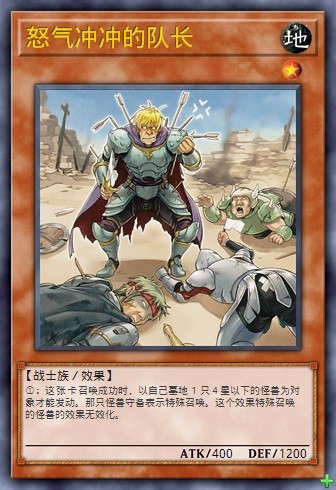 怒气冲冲的队长
地
【战士族／效果】
①：这张卡召唤成功时，以自己墓地1只4星以下的怪兽为对
象才能发动。那只怪兽守备表示特殊召唤。这个效果特殊召唤
的怪兽的效果无效化。
ATK/400 DEF/1200